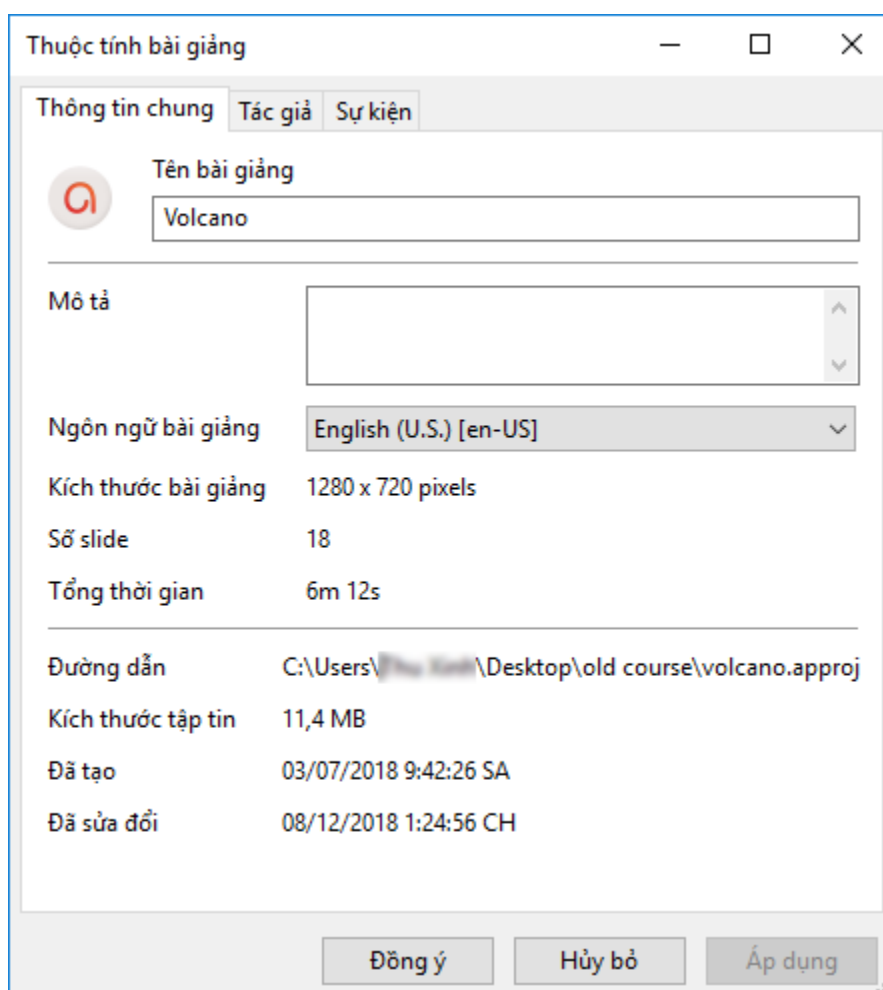 Thuộc tính bài giảng
Thông tin chung Tác giả Sự kiện
Tên bài giảng
Volcano
Mô tả
Ngôn ngữ bài giảng English (U.S.) [en-US]
Kích thước bài giảng 1280 x 720 pixels
Số slide 18
Tổng thời gian 6m 12s
Đường dẫn C:\Users\ \Desktop\old course\volcano.approj
Kích thước tập tin 11,4 MB
Đã tạo 03/07/2018 9:42:26 SA
Đã sửa đổi 08/12/2018 1:24:56 CH
Đồng ý Hủy bỏ Áp dụng